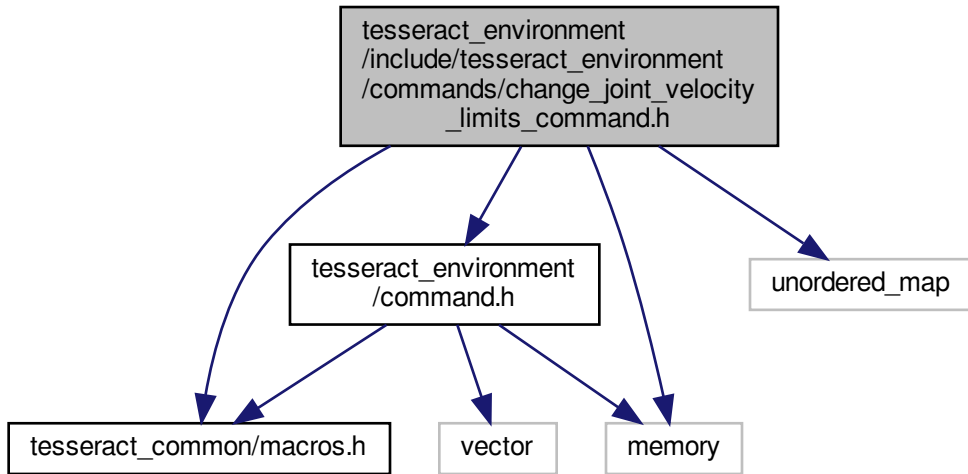 tesseract_environment
/include/tesseract_environment
/commands/change_joint_velocity
_limits_command.h
tesseract_environment
/command.h
unordered_map
tesseract_common/macros.h
vector
memory